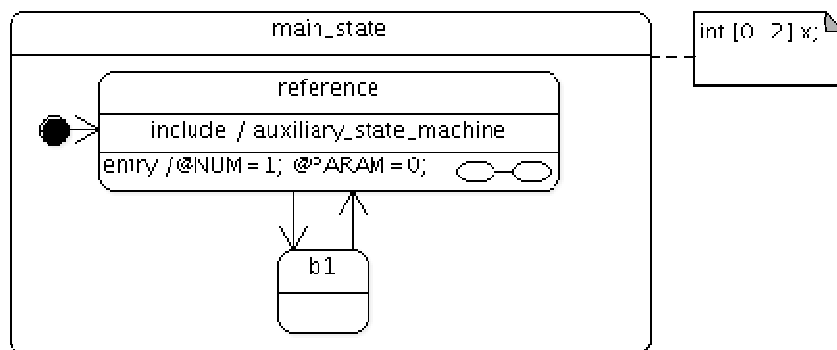 main_state
int [0..2] x;
reference
include / auxiliary_state_machine
entry /@NUM = 1; @PARAM = 0;
b1